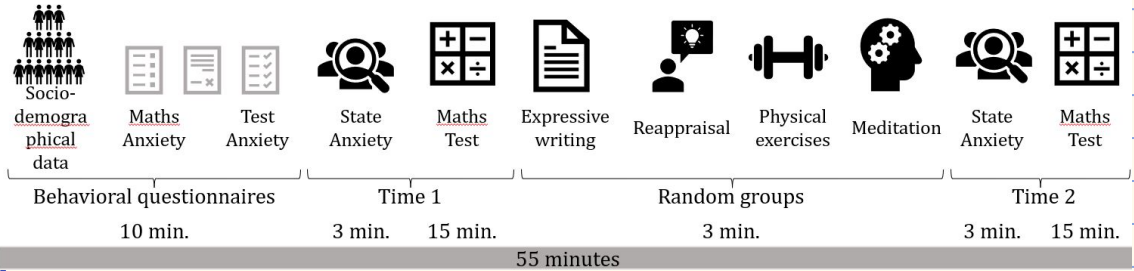 Socio-
demogra
phical
data
Maths
Anxiety
Test
Anxiety
State
Anxiety
Maths
Test
Expressive
writing
Reappraisal
Physical
exercises
Meditation
State
Anxiety
Maths
Test
Behavioral questionnaires
Time 1
Random groups
Time 2
10 min.
3 min.
15 min.
3 min.
3 min.
15 min.
55 minutes